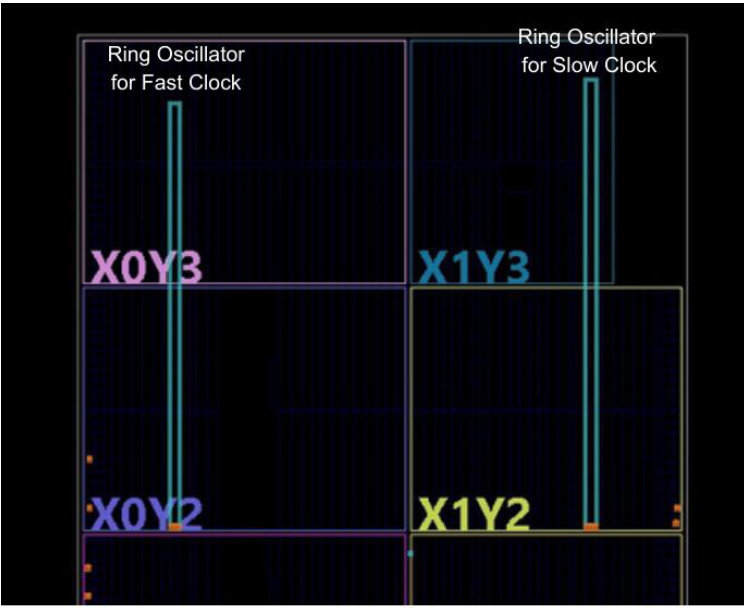 Ring Oscillator
for Fast Clock
Ring Oscillator
for Slow Clock
X0Y3
X1Y3
X0Y2
X1Y2